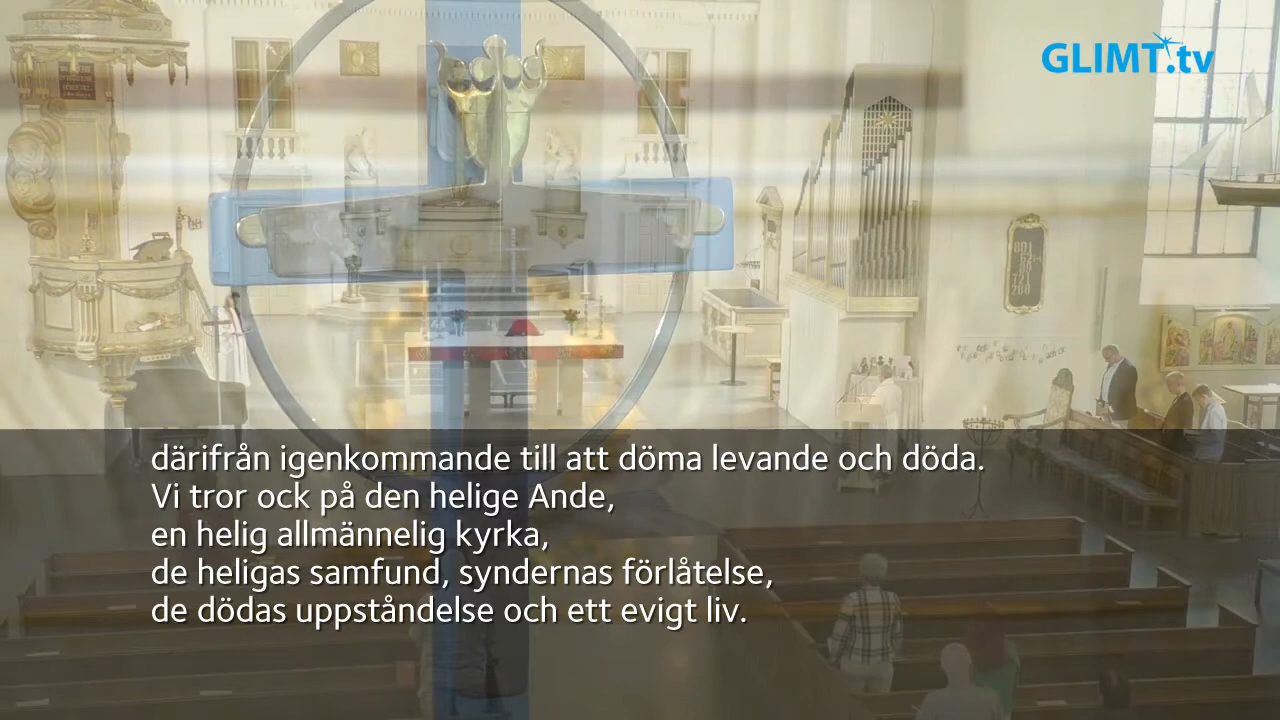 GLIMT.tv
därifrån igenkommande till att döma levande och döda.
Vi tror ock på den helige Ande,
en helig allmännelig kyrka,
de heligas samfund, syndernas förlåtelse,
de dödas uppståndelse och ett evigt liv.